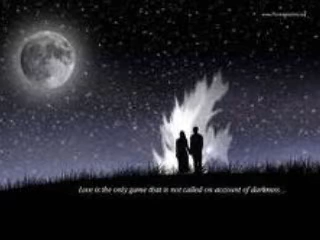 Love is the only game that is not called on account of darkness...